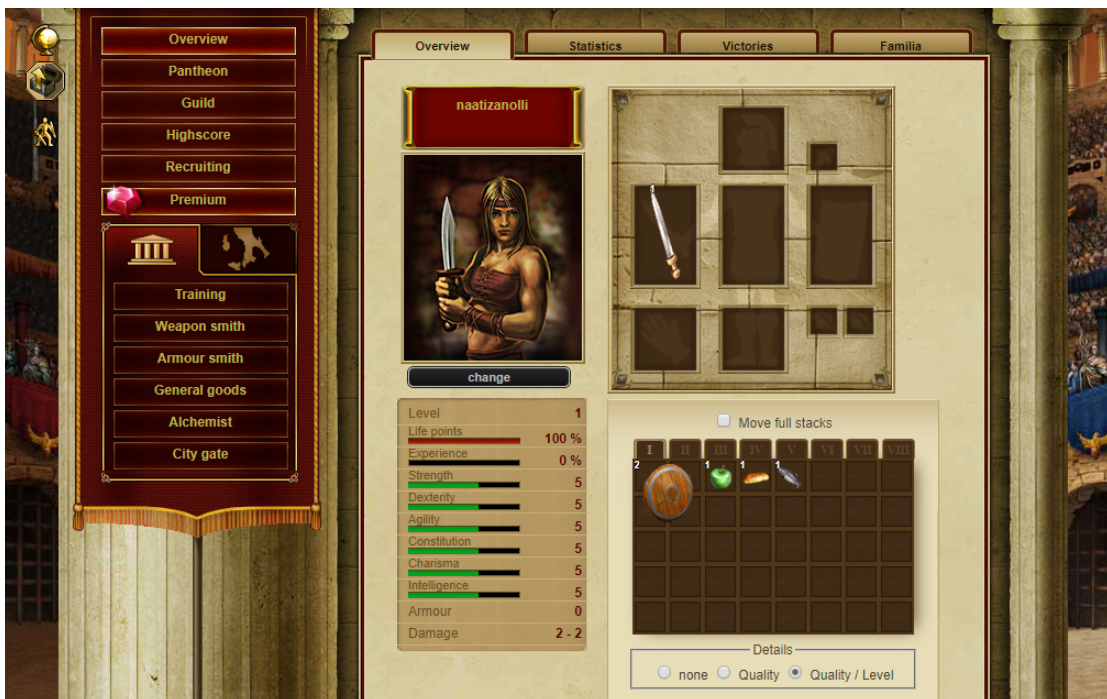 Overview
Pantheon
Guild
Highscore
Recruiting
Premium
Training
Weapon smith
Armour smith
General goods
Alchemist
City gate
Overview Statistics Victories Familia
naatizanolli
1
change
Level 1
Life points 100 %
Experience 0 %
Strength 5
Dexterity 5
Agility 5
Constitution 5
Charisma 5
Intelligence 5
Armour 0
Damage 2 - 2
Move full stacks
I II III IV V VI VII VIII
2 1 1 1
Details
none Quality Quality / Level